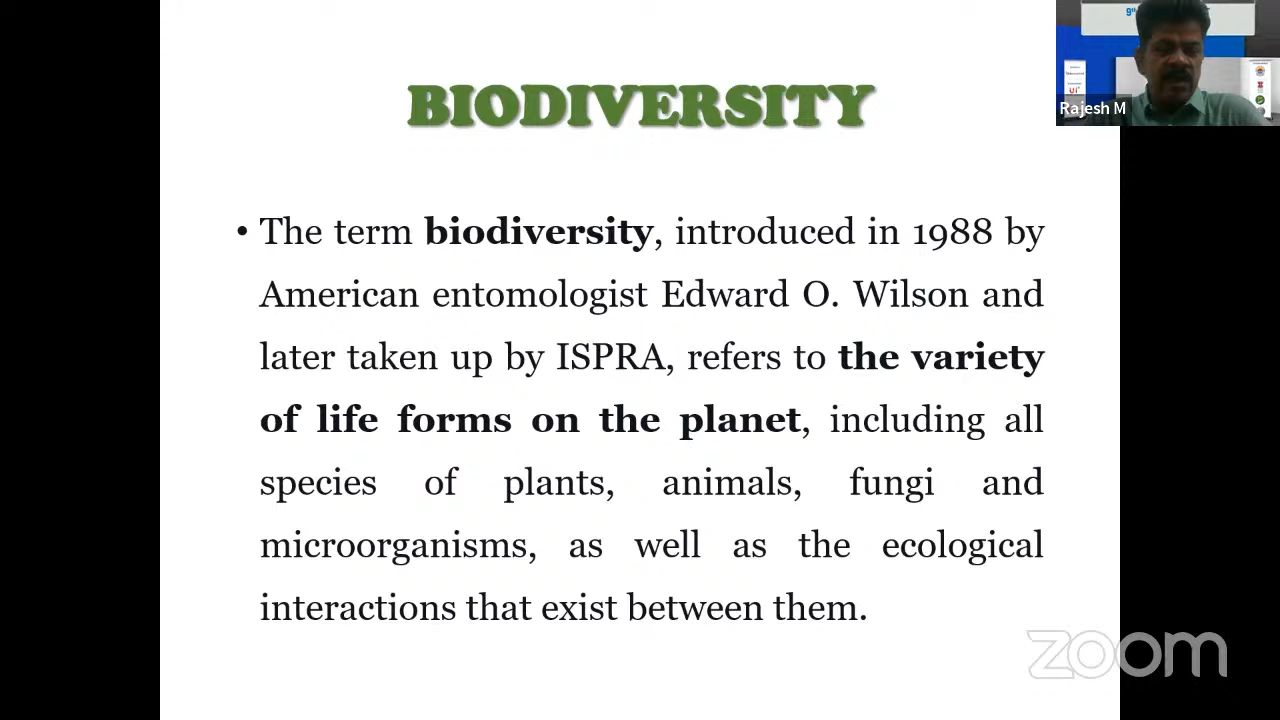 9th
BIODIVERSITY
Rajesh M
• The term biodiversity, introduced in 1988 by
American entomologist Edward O. Wilson and
later taken up by ISPRA, refers to the variety
of life forms on the planet, including all
species of plants, animals, fungi and
microorganisms, as well as the ecological
interactions that exist between them.
zoom